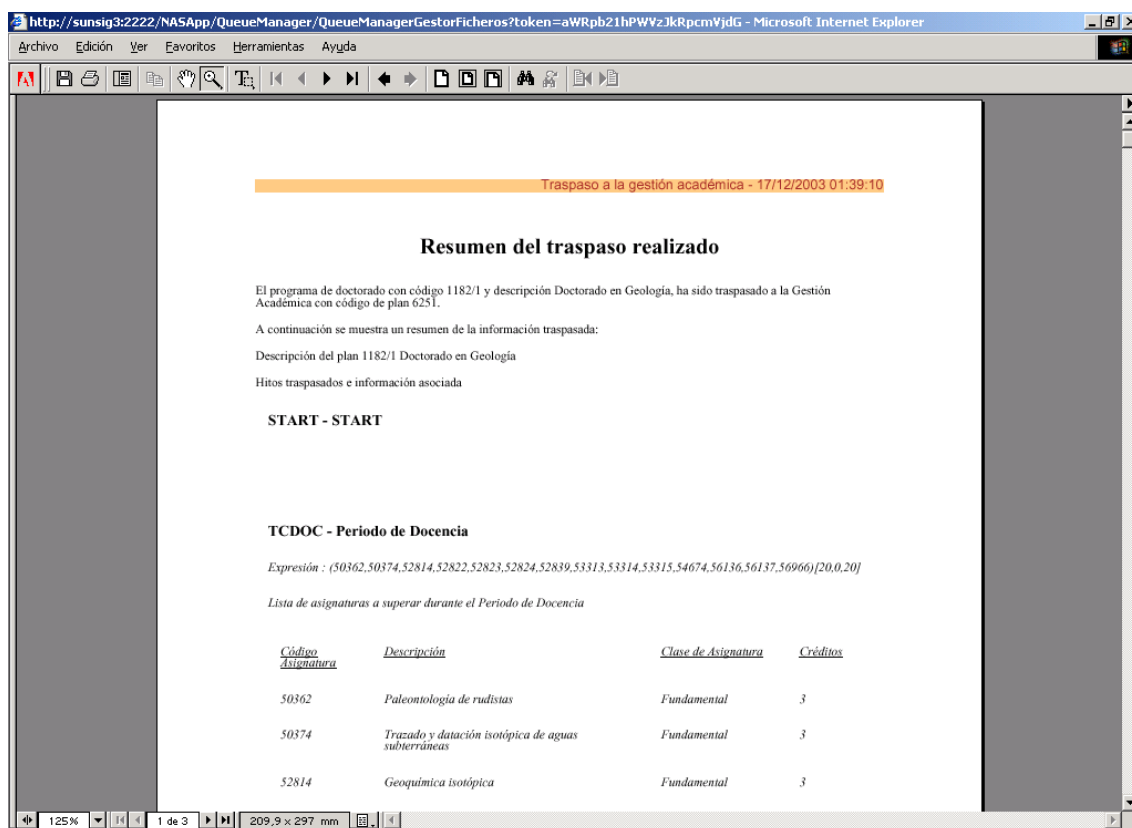 http://sunsig3:2222/NASApp/QueueManager/QueueManagerGestorFicheros?token=aWRpb21hPWVzJkRpcmVjdG - Microsoft Internet Explorer
Archivo Edición Ver Favoritos Herramientas Ayuda
Traspaso a la gestión académica - 17/12/2003 01:39:10
Resumen del traspaso realizado
El programa de doctorado con código 1182/1 y descripción Doctorado en Geología, ha sido traspasado a la Gestión
Académica con código de plan 6251.
A continuación se muestra un resumen de la información traspasada:
Descripción del plan 1182/1 Doctorado en Geología
Hitos traspasados e información asociada
START - START
TCDOC - Periodo de Docencia
Expresión : (50362,50374,52814,52822,52823,52824,52839,53313,53314,53315,54674,56136,56137,56966)[20,0,20]
Lista de asignaturas a superar durante el Periodo de Docencia
Código Asignatura Descripción Clase de Asignatura Créditos
50362 Paleontología de rudistas Fundamental 3
50374 Trazado y datación isotópica de aguas subterráneas Fundamental 3
52814 Geoquímica isotópica Fundamental 3
125% 1 de 3 209,9 x 297 mm